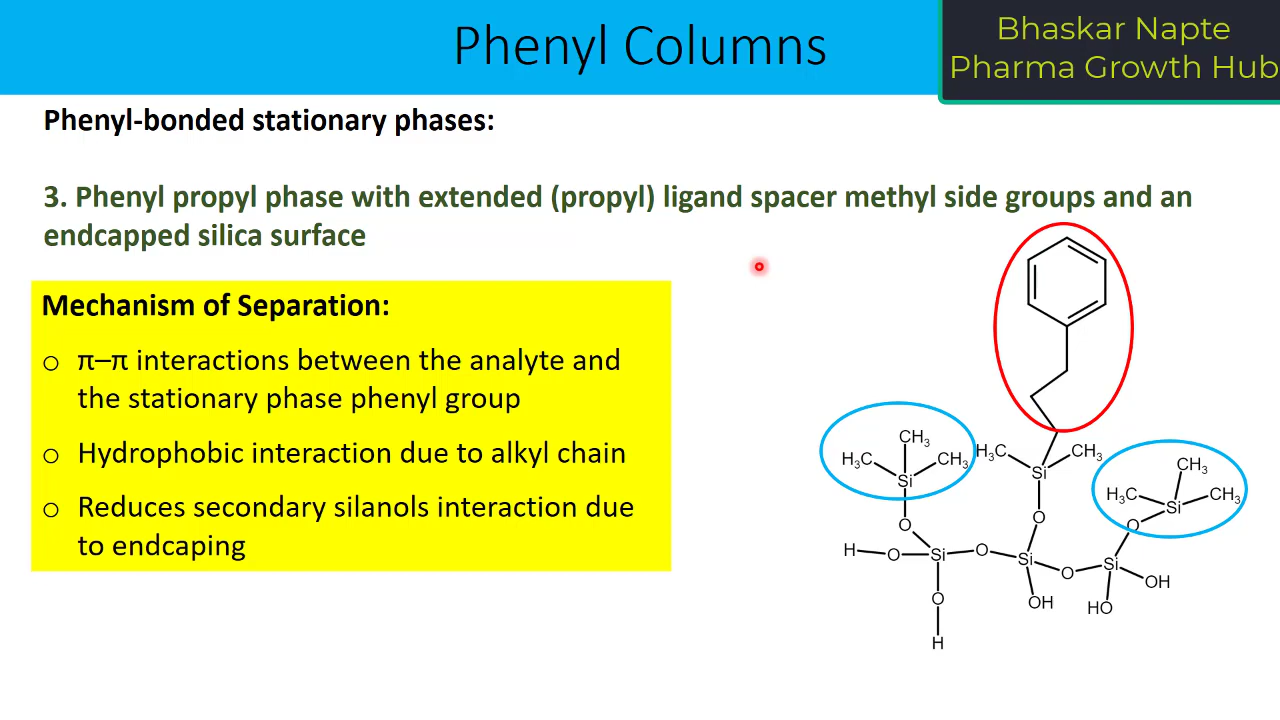 Phenyl Columns
Bhaskar Napte
Pharma Growth Hub
Phenyl-bonded stationary phases:
3. Phenyl propyl phase with extended (propyl) ligand spacer methyl side groups and an
endcapped silica surface
Mechanism of Separation:
o π–π interactions between the analyte and
the stationary phase phenyl group
o Hydrophobic interaction due to alkyl chain
o Reduces secondary silanols interaction due
to endcaping
CH3
H3C CH3
Si
H3C CH3
Si
CH3
H3C CH3
Si
O
O
O
H O Si O Si O Si OH
O
OH
HO
H